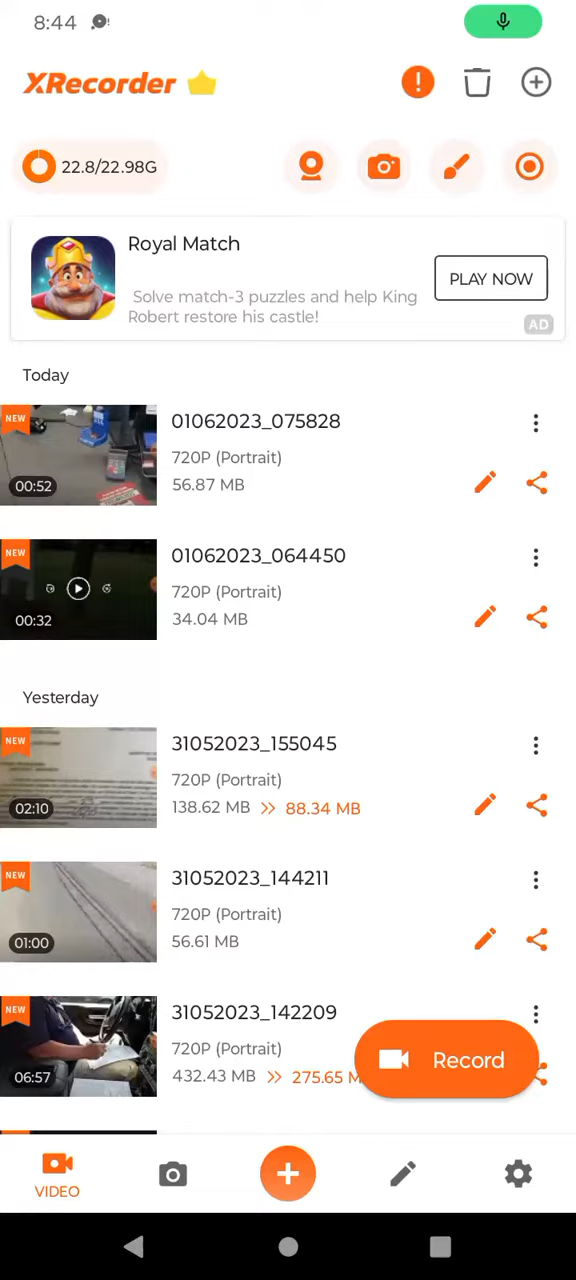 8:44
XRecorder
22.8/22.98G
Royal Match
Solve match-3 puzzles and help King
Robert restore his castle!
PLAY NOW
AD
Today
NEW
00:52
01062023_075828
720P (Portrait)
56.87 MB
NEW
00:32
01062023_064450
720P (Portrait)
34.04 MB
Yesterday
NEW
02:10
31052023_155045
720P (Portrait)
138.62 MB >> 88.34 MB
NEW
01:00
31052023_144211
720P (Portrait)
56.61 MB
NEW
06:57
31052023_142209
720P (Portrait)
432.43 MB >> 275.65 M
Record
VIDEO